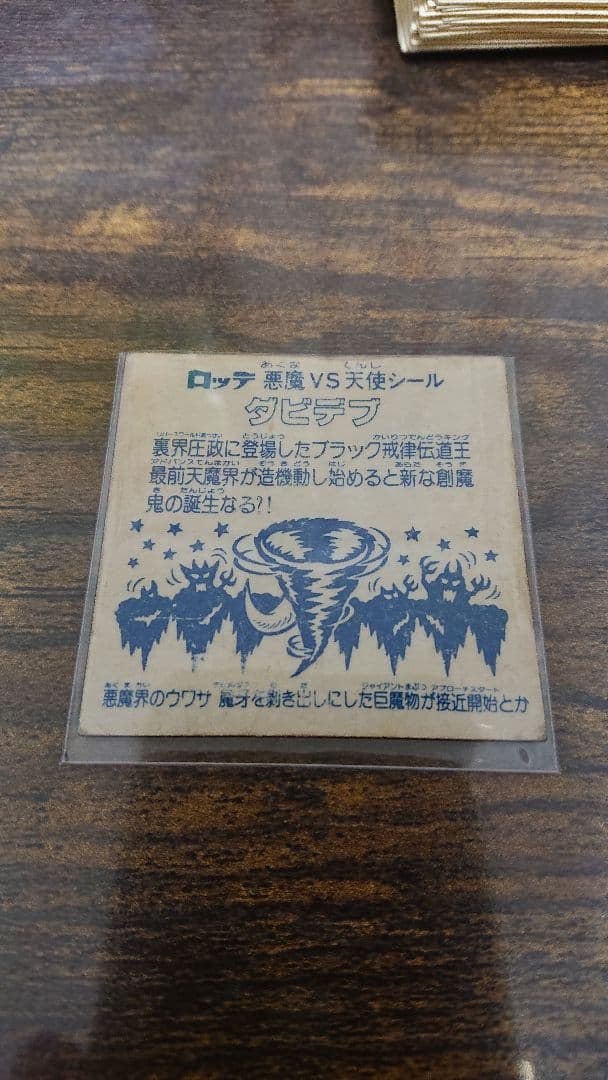 ロッテ 悪魔VS天使シール
ダビデブ
裏界圧政に登場したブラック戒律伝道王
最前天魔界が造機動し始めると新な創魔
鬼の誕生なる?!
悪魔界のウワサ 魔牙を剥き出しにした巨魔物が接近開始とか